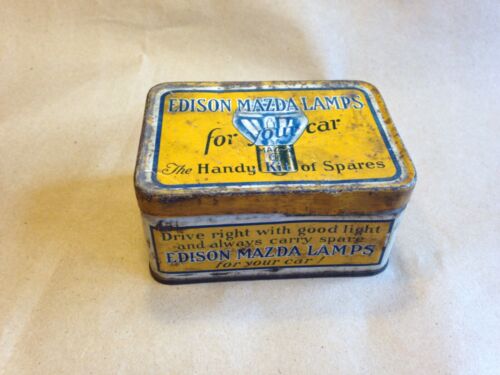 EDISON MAZDA LAMPS
for your car
MAZDA
The Handy Kit of Spares
Drive right with good light
and always carry spare
EDISON MAZDA LAMPS
for your car!